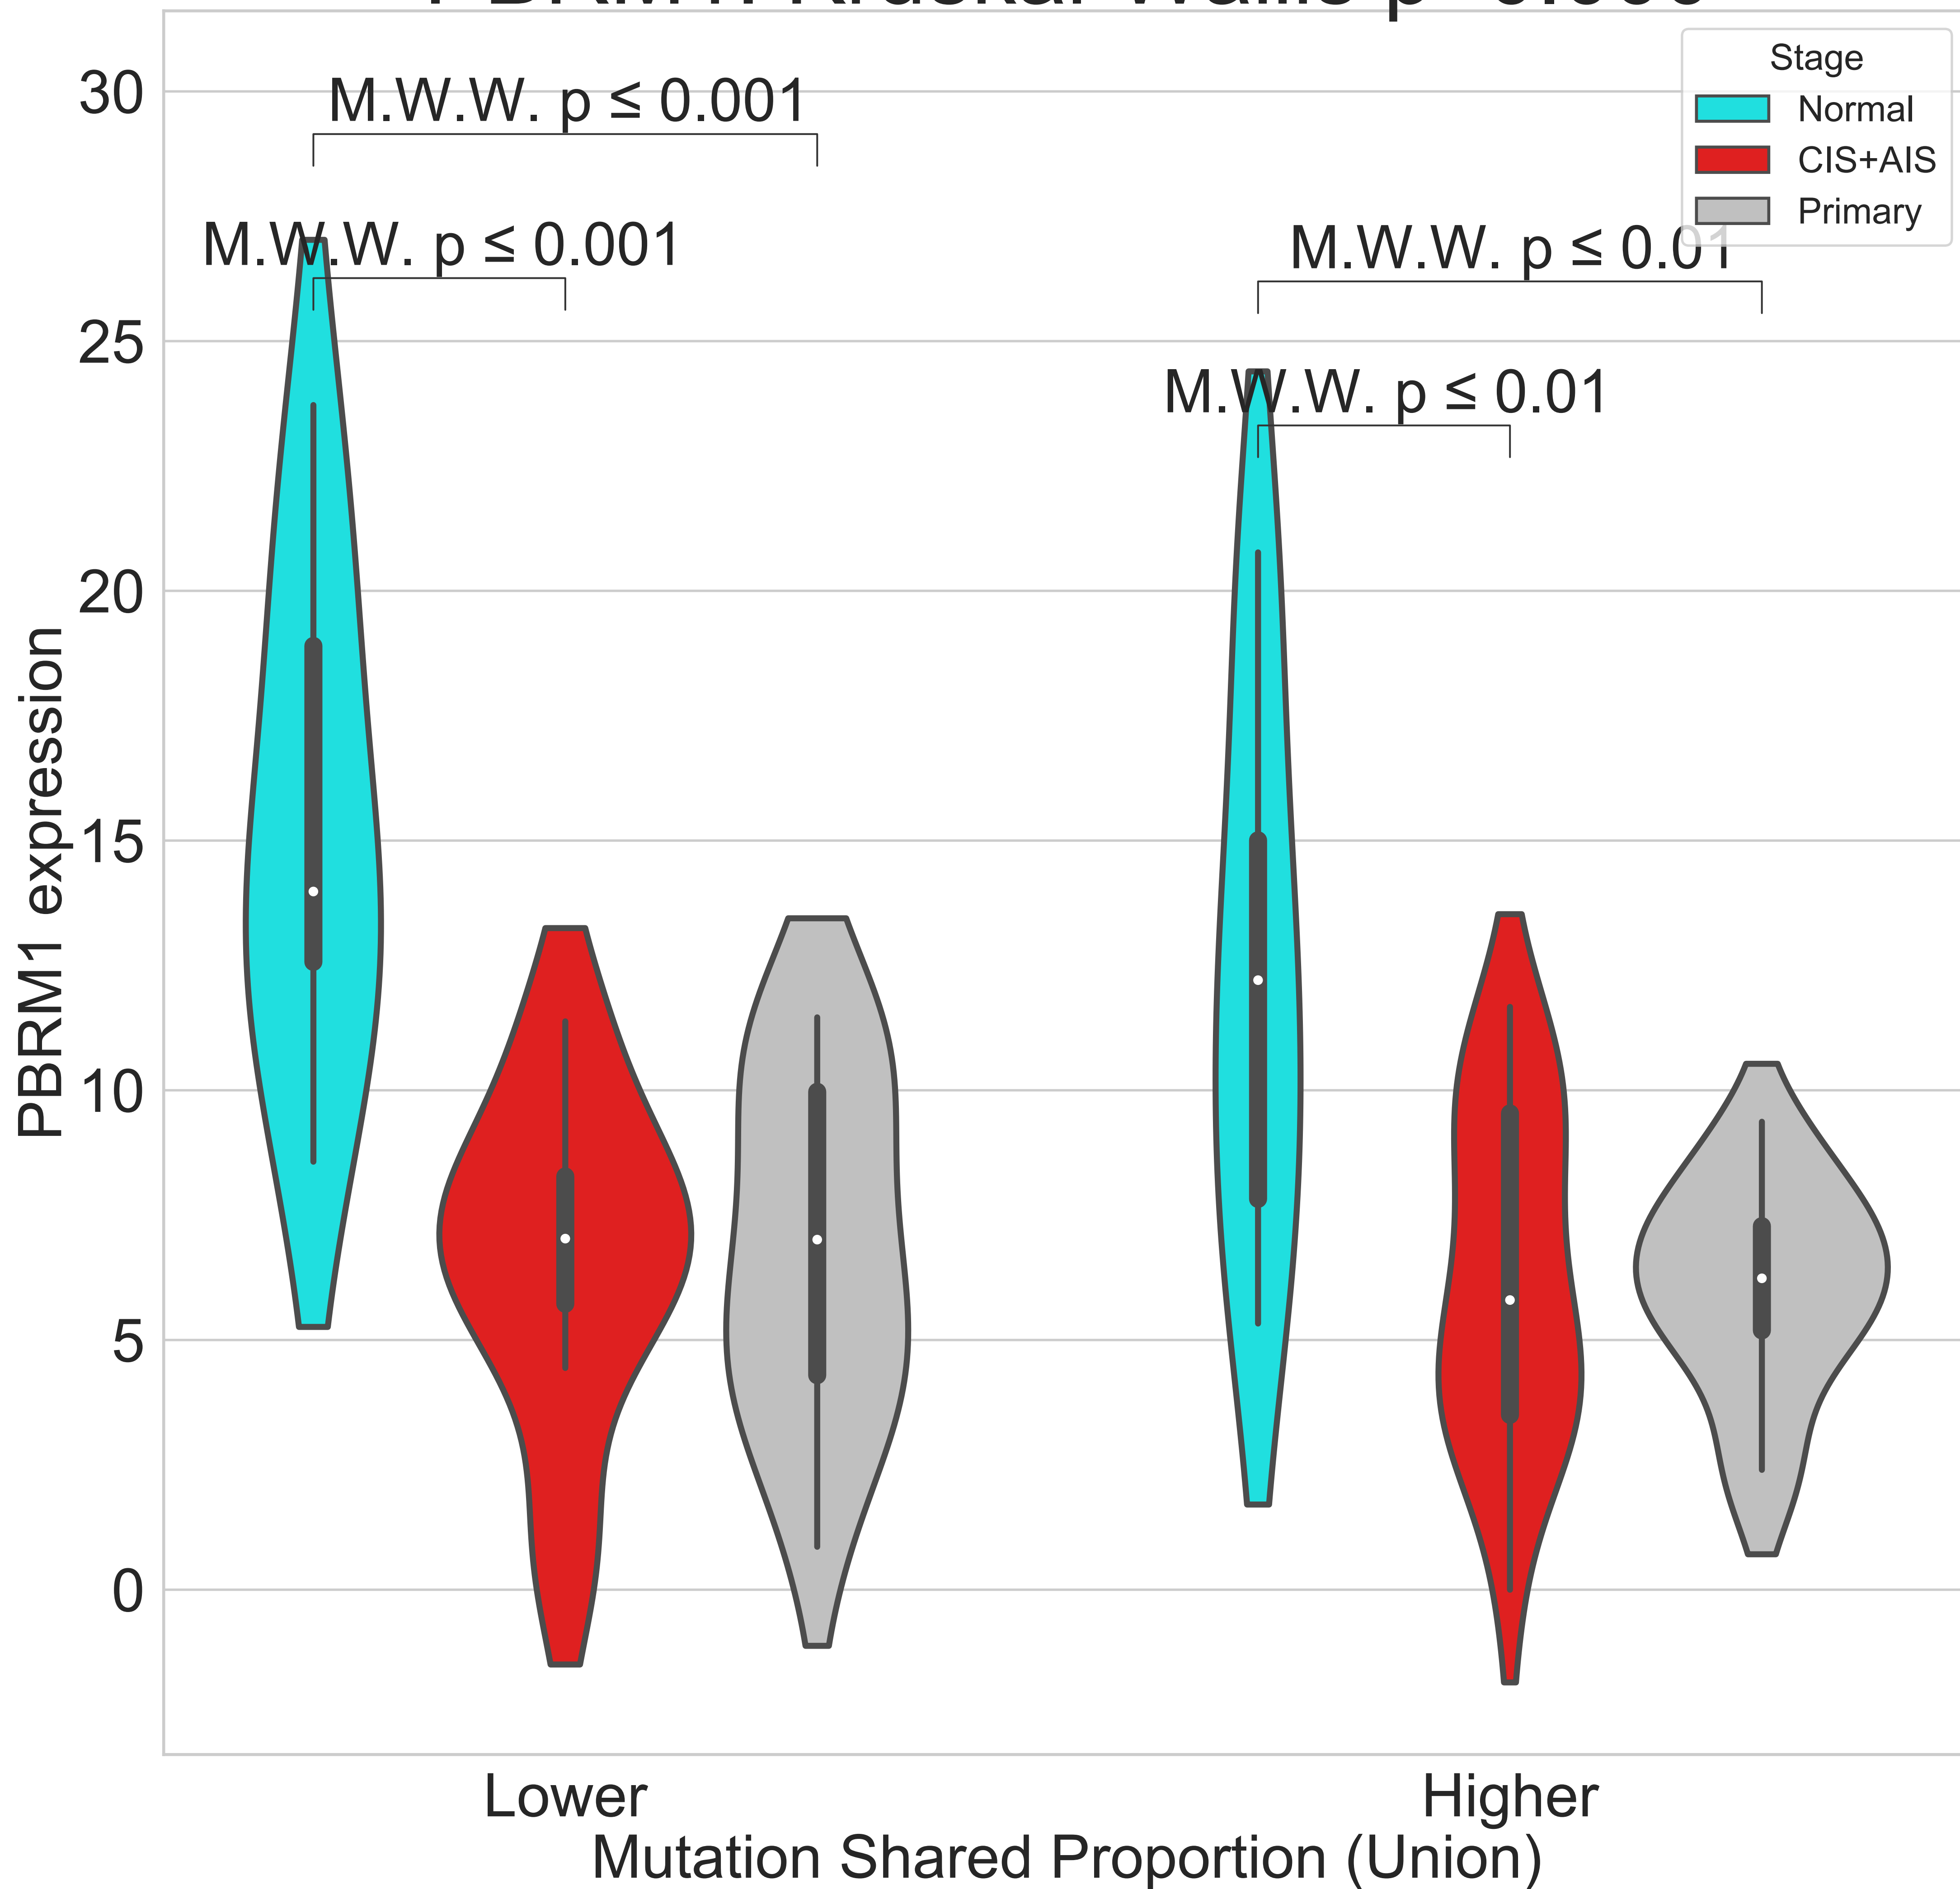 Stage
Normal
CIS+AIS
Primary
M.W.W. p ≤ 0.001
M.W.W. p ≤ 0.001
M.W.W. p ≤ 0.01
M.W.W. p ≤ 0.01
30
25
20
15
10
5
0
PBRM1 expression
Lower
Higher
Mutation Shared Proportion (Union)